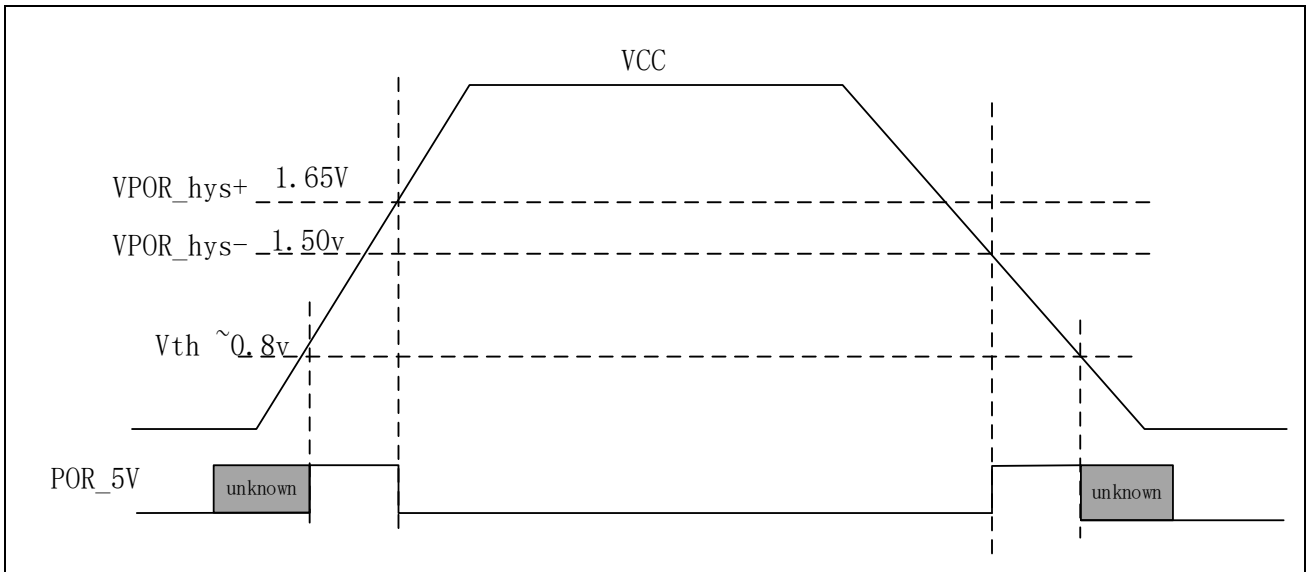 VCC
VPOR_hys+ 1.65V
VPOR_hys- 1.50v
Vth ~0.8v
POR_5V unknown unknown